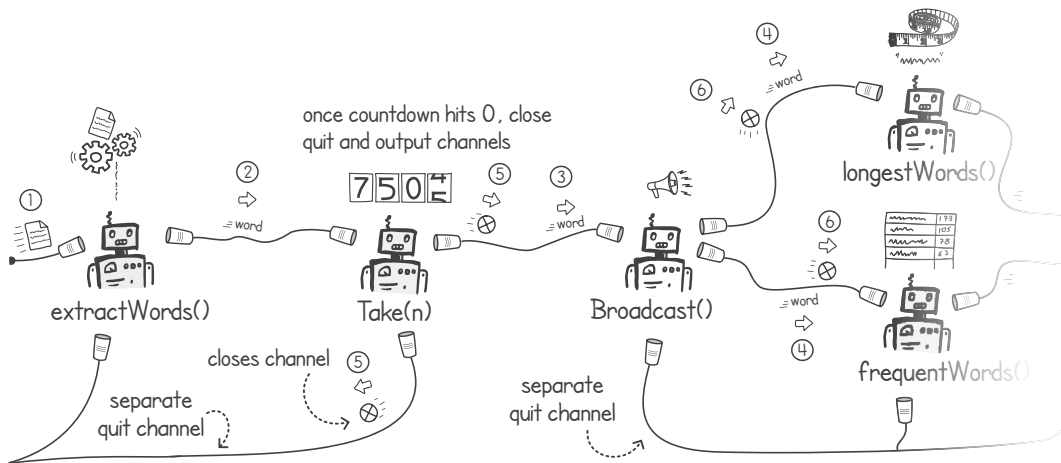 ④
word
⑥
once countdown hits 0, close
quit and output channels
①
②
word
⑤
③
word
longestWords()
⑥
173
105
78
extractWords()
Take(n)
Broadcast()
word
④
closes channel
⑤
frequentWords()
separate
quit channel
separate
quit channel